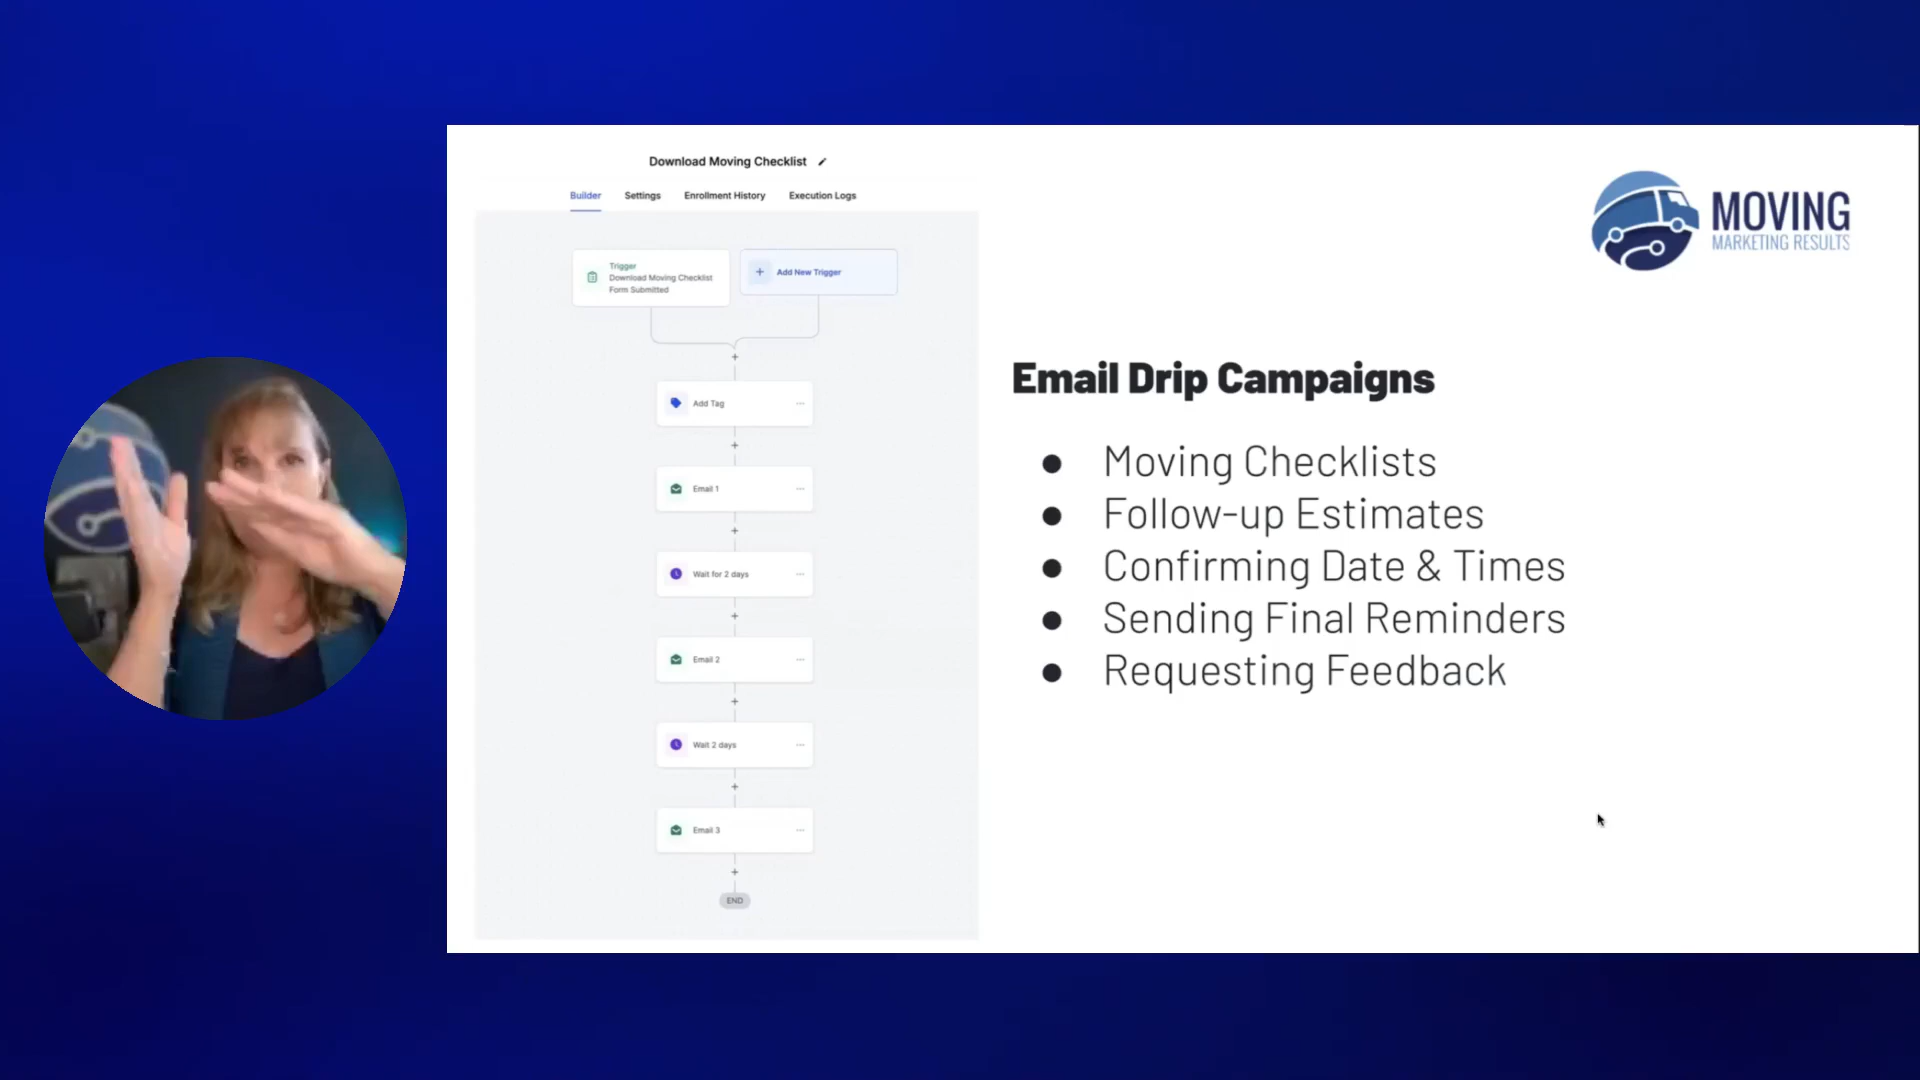 Download Moving Checklist
Builder
Settings
Enrollment History
Execution Logs
Trigger
Download Moving Checklist
Form Submitted
Add New Trigger
Add Tag
Email 1
Wait for 2 days
Email 2
Wait 2 days
Email 3
END
MOVING
MARKETING RESULTS
Email Drip Campaigns
● Moving Checklists
● Follow-up Estimates
● Confirming Date & Times
● Sending Final Reminders
● Requesting Feedback